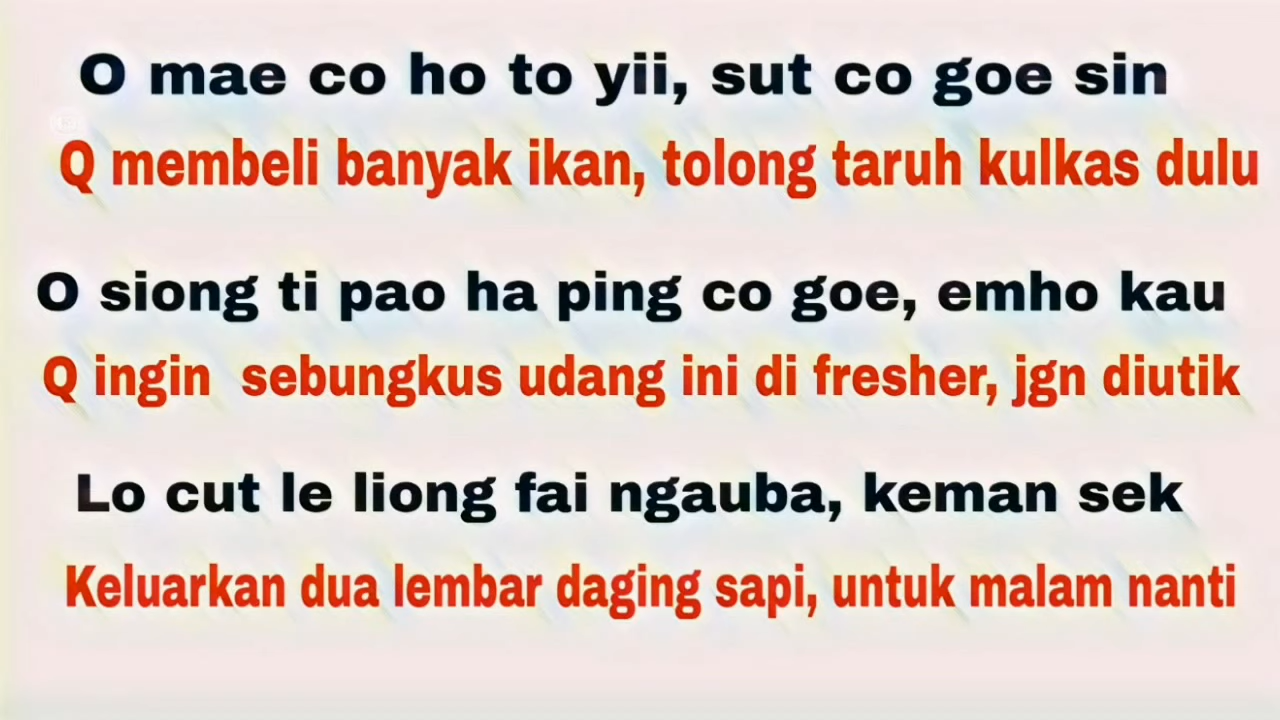 O mae co ho to yii, sut co goe sin
Q membeli banyak ikan, tolong taruh kulkas dulu
O siong ti pao ha ping co goe, emho kau
Q ingin sebungkus udang ini di fresher, jgn diutik
Lo cut le liong fai ngauba, keman sek
Keluarkan dua lembar daging sapi, untuk malam nanti